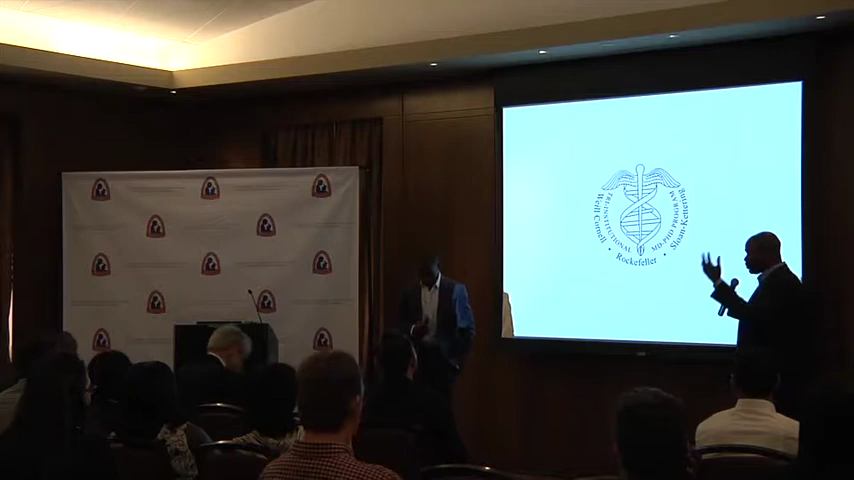 Weill Cornell • Rockefeller • Sloan-Kettering
TRI-INSTITUTIONAL MD-PHD PROGRAM